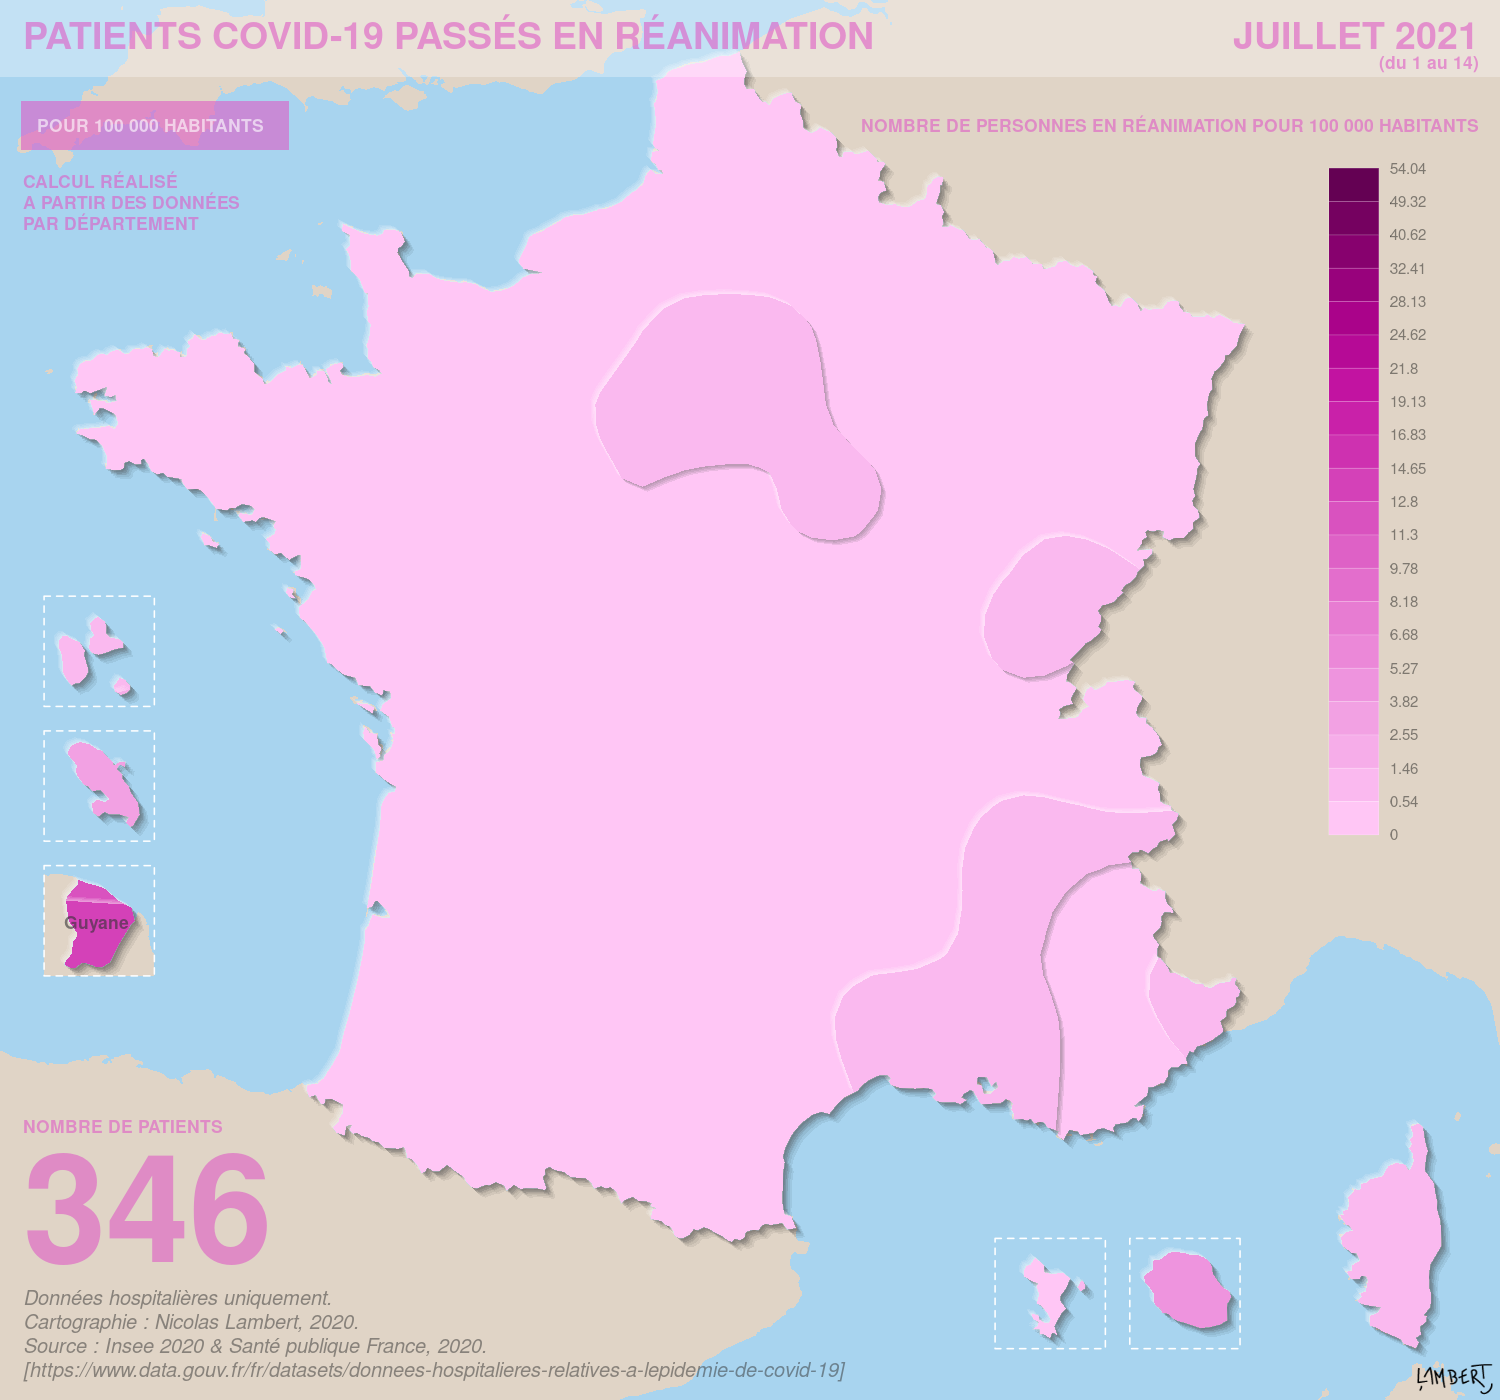 PATIENTS COVID-19 PASSÉS EN RÉANIMATION
JUILLET 2021
(du 1 au 14)
POUR 100 000 HABITANTS
CALCUL RÉALISÉ
A PARTIR DES DONNÉES
PAR DÉPARTEMENT
NOMBRE DE PERSONNES EN RÉANIMATION POUR 100 000 HABITANTS
54.04
49.32
40.62
32.41
28.13
24.62
21.8
19.13
16.83
14.65
12.8
11.3
9.78
8.18
6.68
5.27
3.82
2.55
1.46
0.54
0
Guyane
NOMBRE DE PATIENTS
346
Données hospitalières uniquement.
Cartographie : Nicolas Lambert, 2020.
Source : Insee 2020 & Santé publique France, 2020.
[https://www.data.gouv.fr/fr/datasets/donnees-hospitalieres-relatives-a-lepidemie-de-covid-19]
LAMBERT